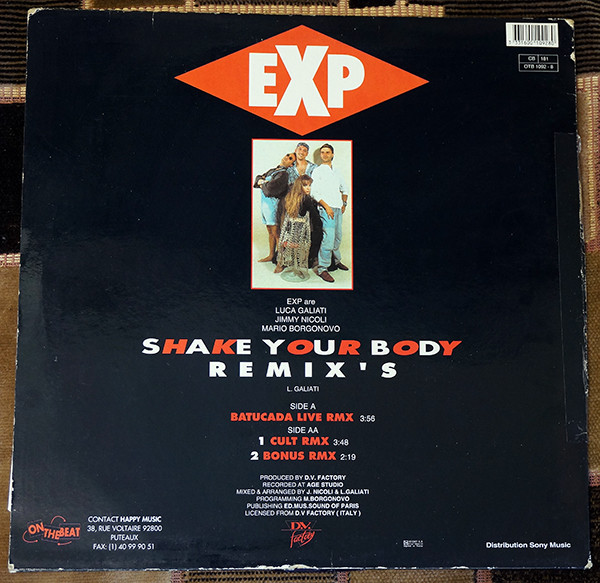 EXP
3 331600 109280
CB 181
OTB 1092 - 8
EXP are
LUCA GALIATI
JIMMY NICOLI
MARIO BORGONOVO
SHAKE YOUR BODY
REMIX'S
L. GALIATI
SIDE A
BATUCADA LIVE RMX 3:56
SIDE AA
1 CULT RMX 3:48
2 BONUS RMX 2:19
PRODUCED BY D.V. FACTORY
RECORDED AT AGE STUDIO
MIXED & ARRANGED BY J. NICOLI & L.GALIATI
PROGRAMMING M.BORGONOVO
PUBLISHING ED.MUS.SOUND OF PARIS
LICENSED FROM D.V FACTORY ( ITALY )
D.V.
Factory
ON THE BEAT
CONTACT HAPPY MUSIC
38, RUE VOLTAIRE 92800
PUTEAUX
FAX: (1) 40 99 90 51
Distribution Sony Music